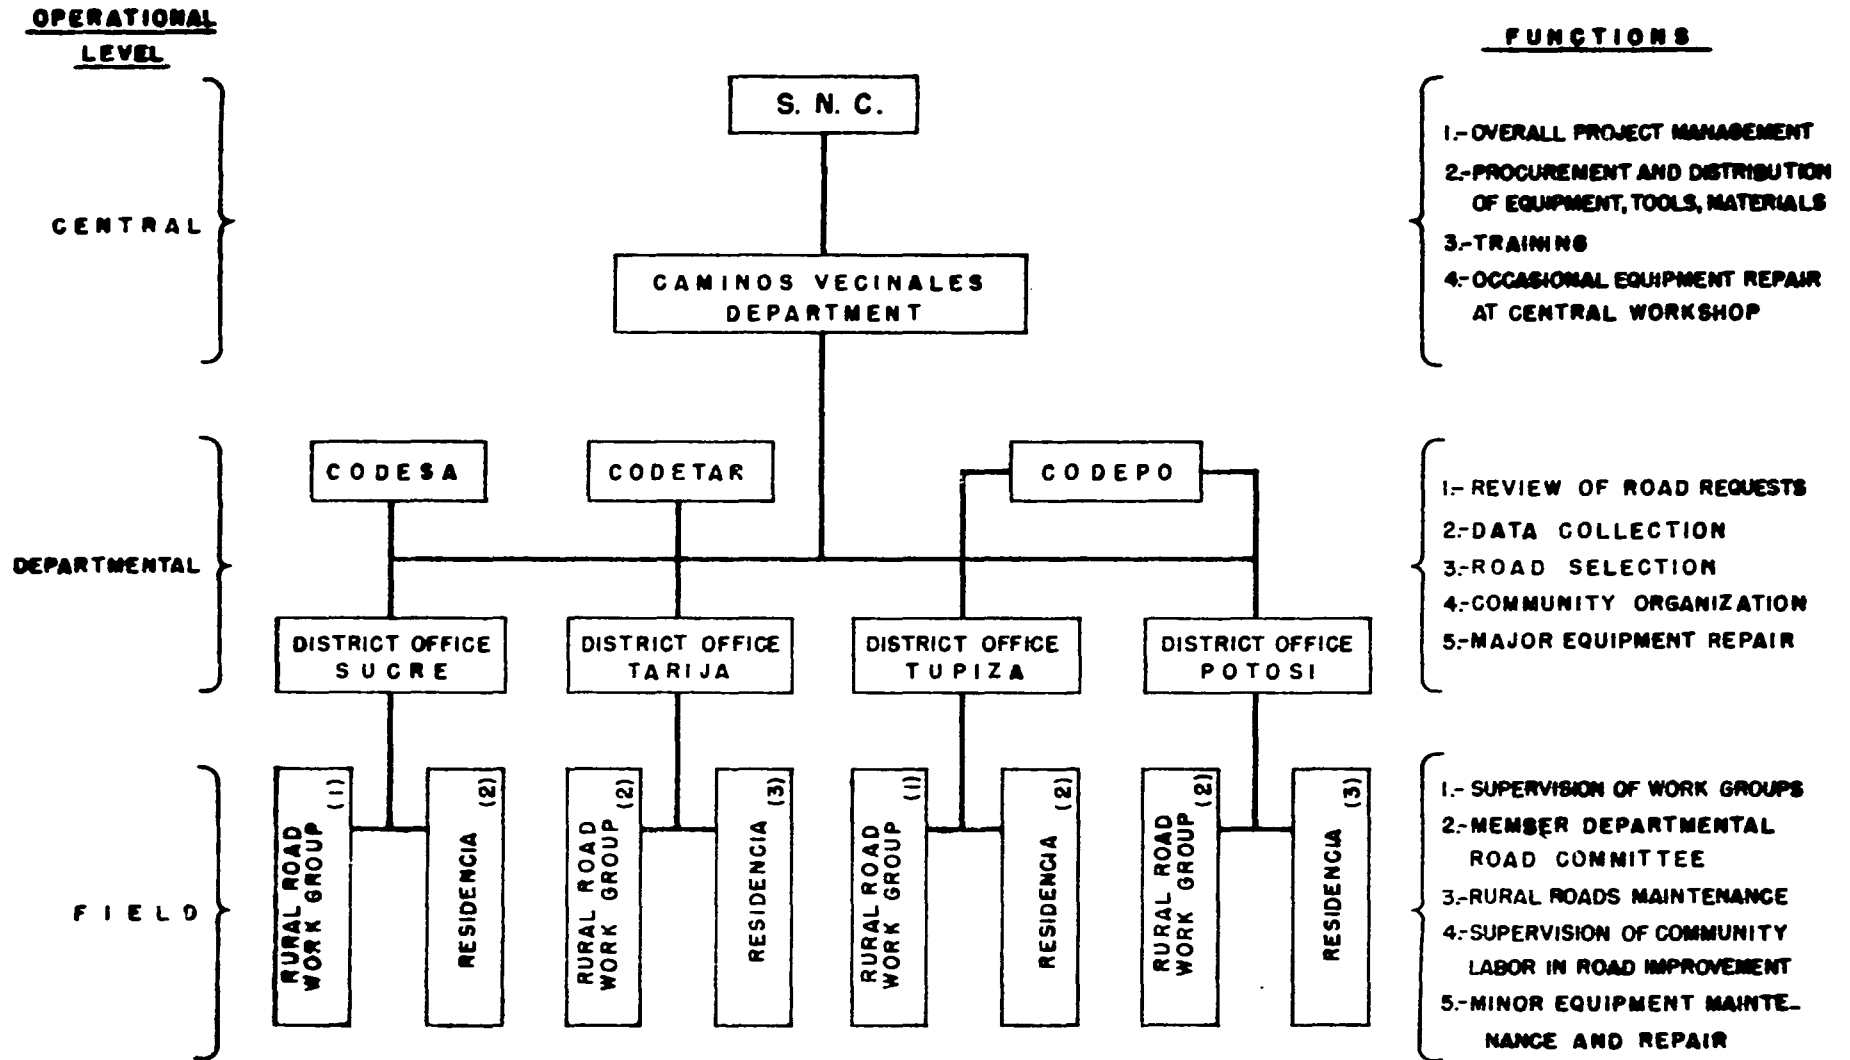 OPERATIONAL
LEVEL
FUNCTIONS
CENTRAL
S. N. C.
CAMINOS VECINALES
DEPARTMENT
1.- OVERALL PROJECT MANAGEMENT
2.- PROCUREMENT AND DISTRIBUTION
OF EQUIPMENT, TOOLS, MATERIALS
3.- TRAINING
4.- OCCASIONAL EQUIPMENT REPAIR
AT CENTRAL WORKSHOP
DEPARTMENTAL
CODESA
CODETAR
CODEPO
DISTRICT OFFICE
SUCRE
DISTRICT OFFICE
TARIJA
DISTRICT OFFICE
TUPIZA
DISTRICT OFFICE
POTOSI
1.- REVIEW OF ROAD REQUESTS
2.- DATA COLLECTION
3.- ROAD SELECTION
4.- COMMUNITY ORGANIZATION
5.- MAJOR EQUIPMENT REPAIR
FIELD
RURAL ROAD
WORK GROUP (1)
RESIDENCIA (2)
RURAL ROAD
WORK GROUP (2)
RESIDENCIA (3)
RURAL ROAD
WORK GROUP (1)
RESIDENCIA (2)
RURAL ROAD
WORK GROUP (2)
RESIDENCIA (3)
1.- SUPERVISION OF WORK GROUPS
2.- MEMBER DEPARTMENTAL
ROAD COMMITTEE
3.- RURAL ROADS MAINTENANCE
4.- SUPERVISION OF COMMUNITY
LABOR IN ROAD IMPROVEMENT
5.- MINOR EQUIPMENT MAINTE-
NANCE AND REPAIR